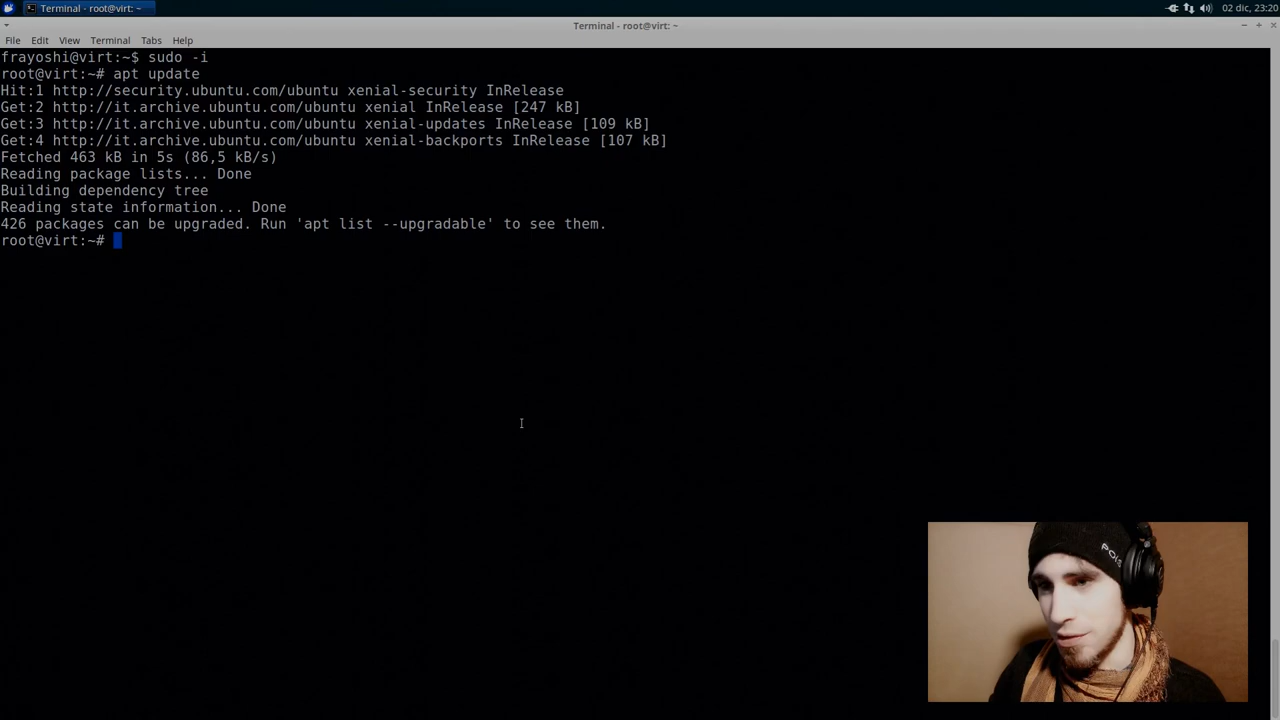 Terminal - root@virt: ~
02 dic, 23:20
Terminal - root@virt: ~
File Edit View Terminal Tabs Help
frayoshi@virt:~$ sudo -i
root@virt:~# apt update
Hit:1 http://security.ubuntu.com/ubuntu xenial-security InRelease
Get:2 http://it.archive.ubuntu.com/ubuntu xenial InRelease [247 kB]
Get:3 http://it.archive.ubuntu.com/ubuntu xenial-updates InRelease [109 kB]
Get:4 http://it.archive.ubuntu.com/ubuntu xenial-backports InRelease [107 kB]
Fetched 463 kB in 5s (86,5 kB/s)
Reading package lists... Done
Building dependency tree
Reading state information... Done
426 packages can be upgraded. Run 'apt list --upgradable' to see them.
root@virt:~#